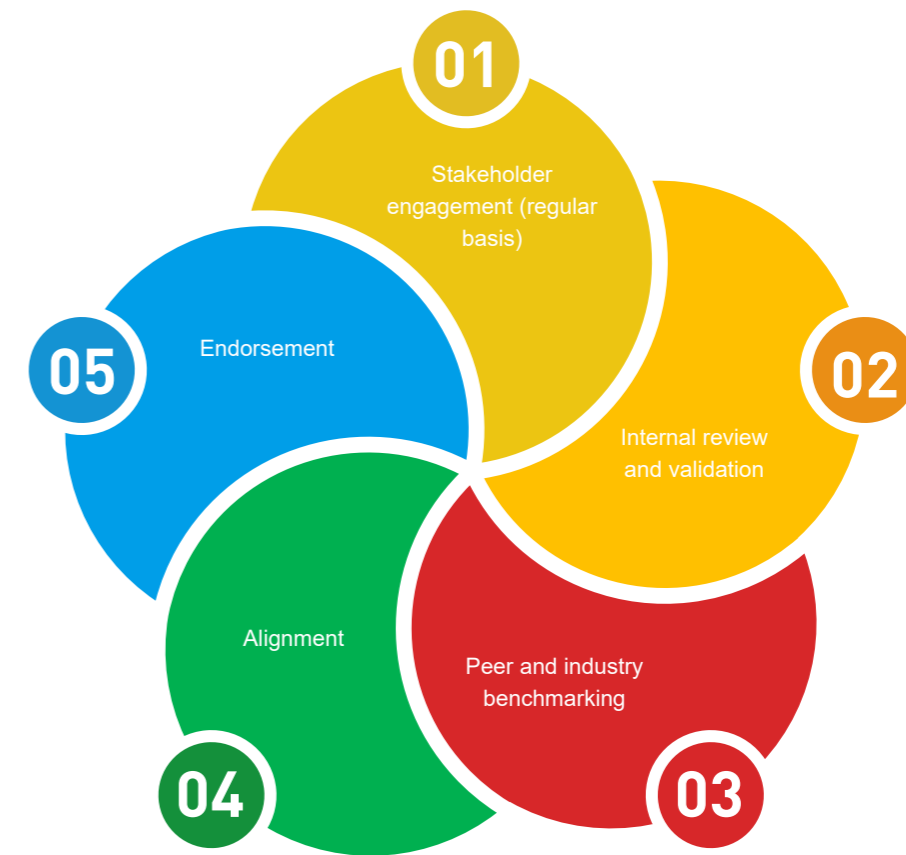 01
Stakeholder
engagement (regular
basis)
02
Internal review
and validation
03
Peer and industry
benchmarking
04
Alignment
05
Endorsement